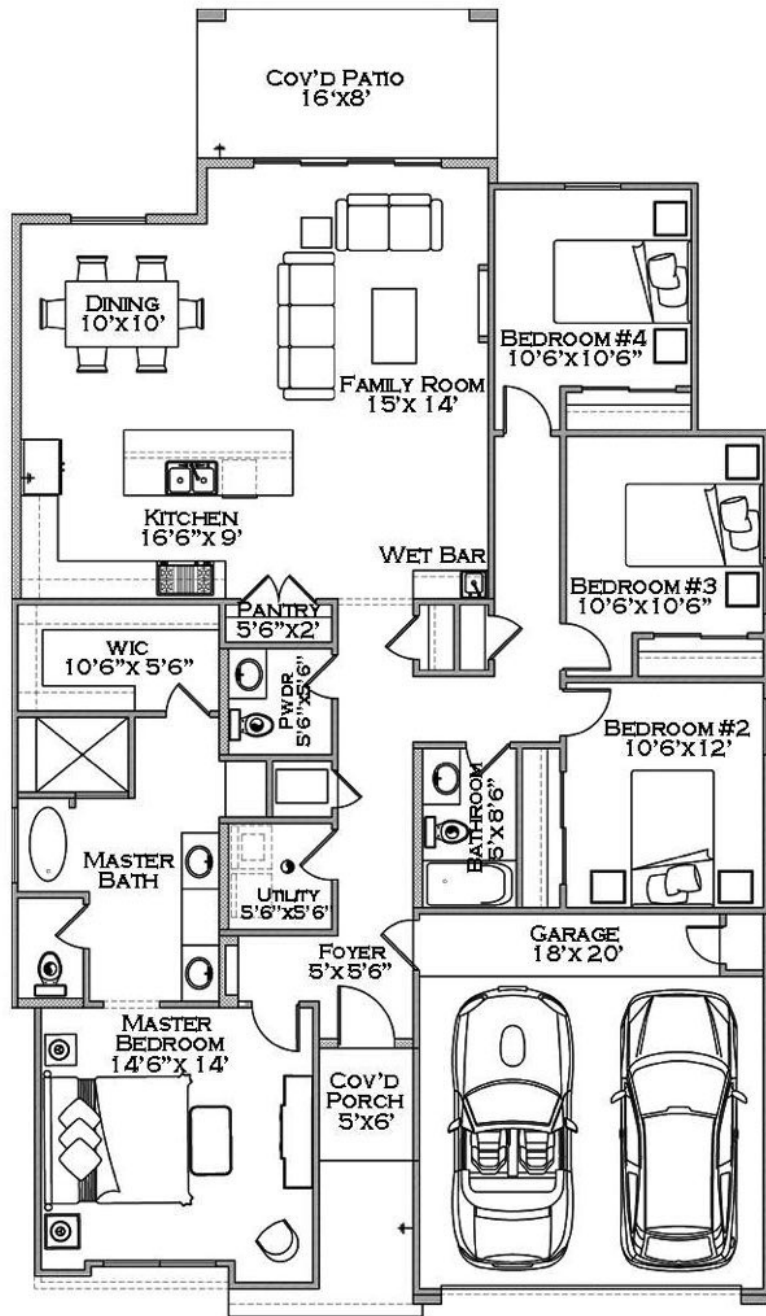 COV'D PATIO
16'X8'
DINING
10'X10'
BEDROOM #4
10'6'X10'6"
FAMILY ROOM
15'X 14'
KITCHEN
16'6"X 9'
WET BAR
BEDROOM #3
10'6'X10'6"
PANTRY
5'6"X2'
WIC
10'6"X 5'6"
PWDR
5'6"X5'6"
BEDROOM #2
10'6'X12'
BATHROOM
5'X8'6"
MASTER
BATH
UTILITY
5'6"X5'6"
FOYER
5'X5'6"
GARAGE
18'X 20'
MASTER
BEDROOM
14'6"X 14'
COV'D
PORCH
5'X6'